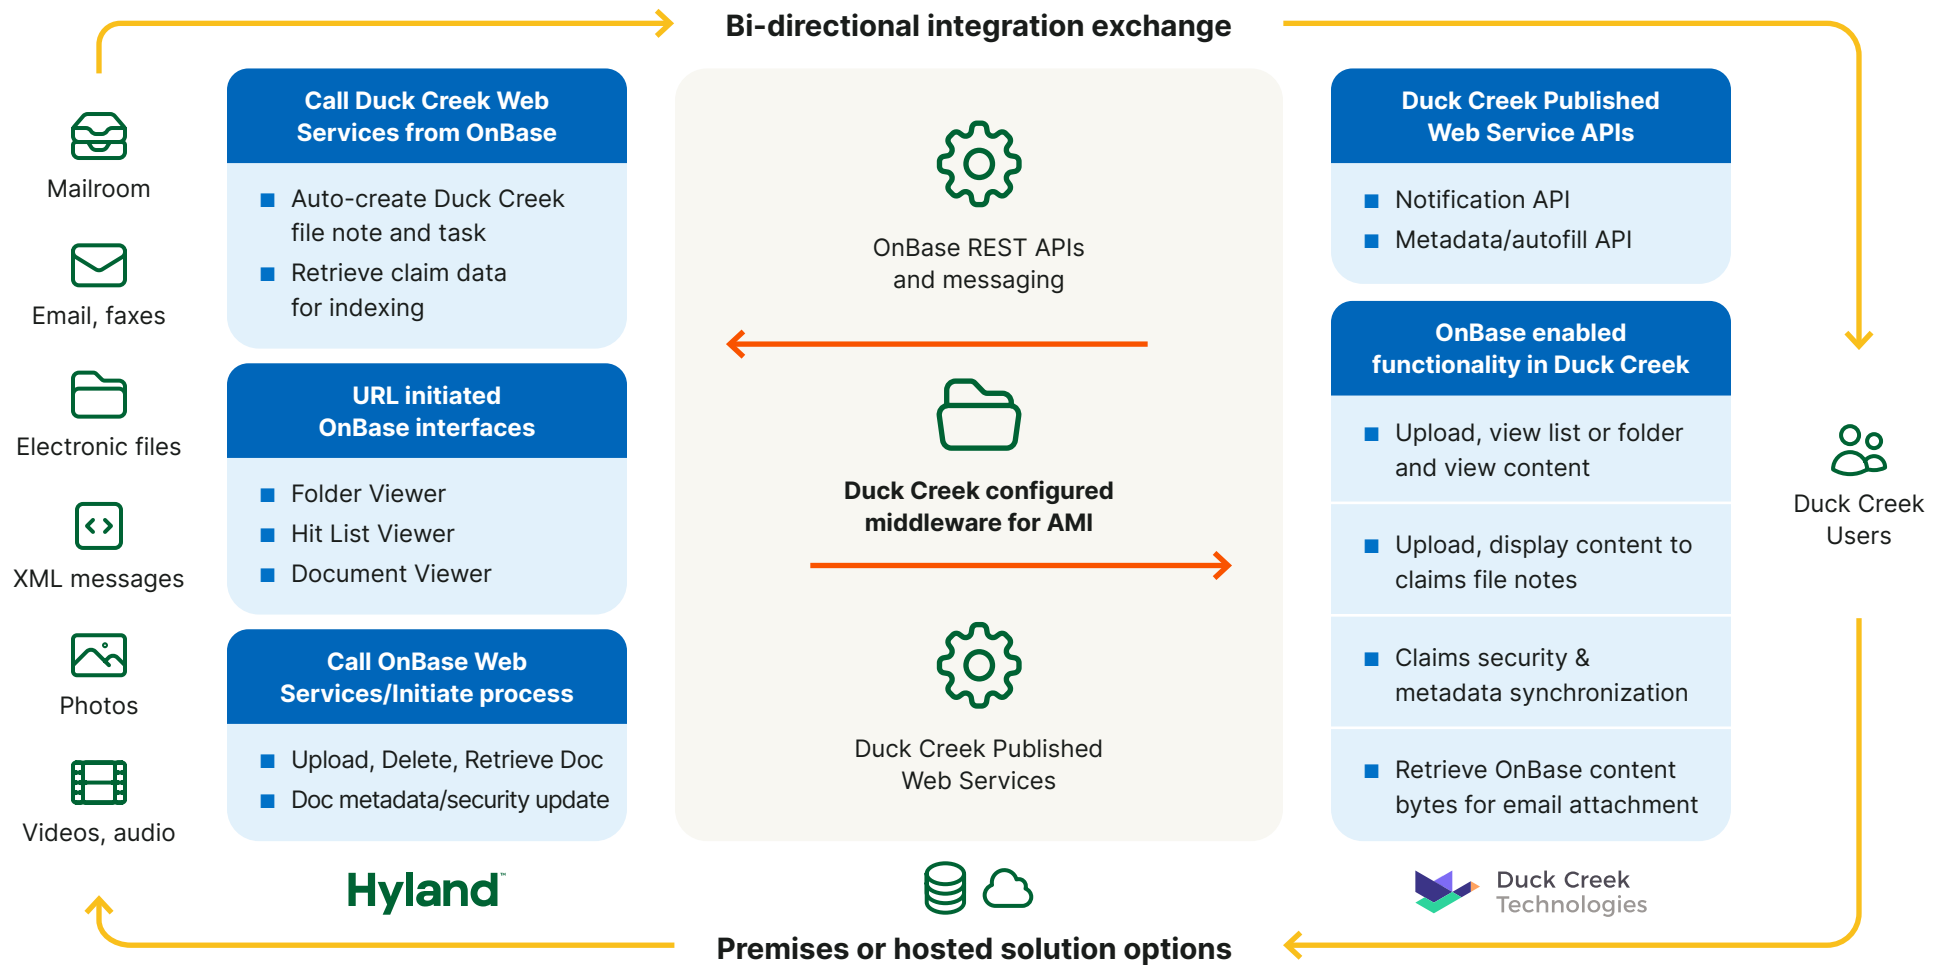 Bi-directional integration exchange
Mailroom
Email, faxes
Electronic files
XML messages
Photos
Videos, audio
Call Duck Creek Web
Services from OnBase
Auto-create Duck Creek
file note and task
Retrieve claim data
for indexing
URL initiated
OnBase interfaces
Folder Viewer
Hit List Viewer
Document Viewer
Call OnBase Web
Services/Initiate process
Upload, Delete, Retrieve Doc
Doc metadata/security update
Hyland™
OnBase REST APIs
and messaging
Duck Creek configured
middleware for AMI
Duck Creek Published
Web Services
Duck Creek Published
Web Service APIs
Notification API
Metadata/autofill API
OnBase enabled
functionality in Duck Creek
Upload, view list or folder
and view content
Upload, display content to
claims file notes
Claims security &
metadata synchronization
Retrieve OnBase content
bytes for email attachment
Duck Creek
Technologies
Duck Creek
Users
Premises or hosted solution options